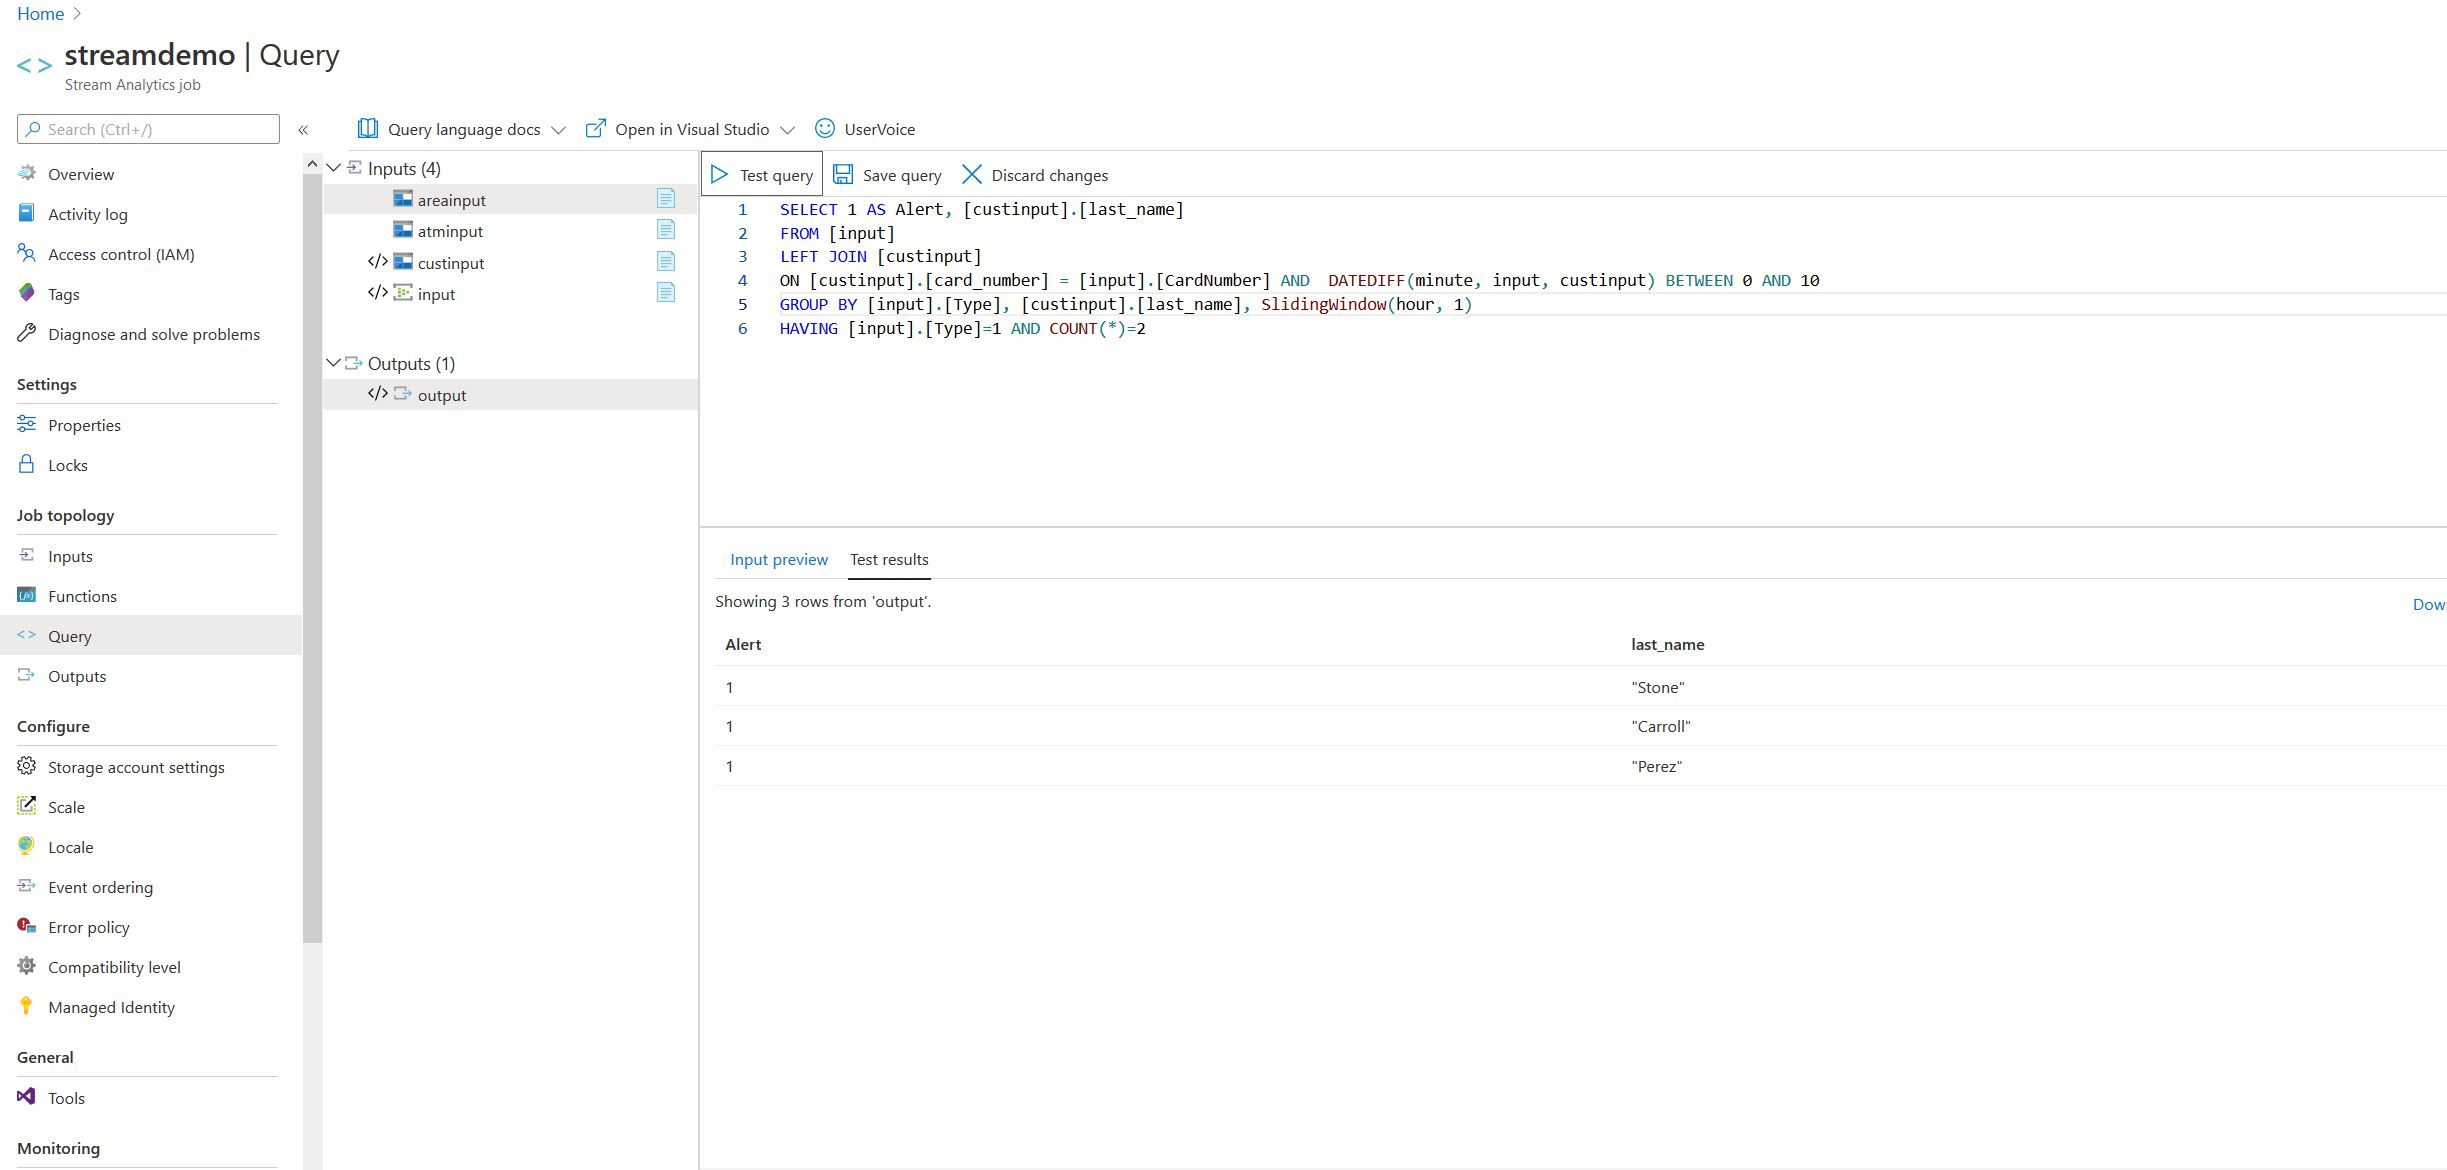 Home
streamdemo | Query
Stream Analytics job
Search (Ctrl+/)
Overview
Activity log
Access control (IAM)
Tags
Diagnose and solve problems
Settings
Properties
Locks
Job topology
Inputs
Functions
Query
Outputs
Configure
Storage account settings
Scale
Locale
Event ordering
Error policy
Compatibility level
Managed Identity
General
Tools
Monitoring
Query language docs
Open in Visual Studio
UserVoice
Inputs (4)
areainput
atminput
custinput
input
Outputs (1)
output
Test query
Save query
Discard changes
1 SELECT 1 AS Alert, [custinput].[last_name]
2 FROM [input]
3 LEFT JOIN [custinput]
4 ON [custinput].[card_number] = [input].[CardNumber] AND  DATEDIFF(minute, input, custinput) BETWEEN 0 AND 10
5 GROUP BY [input].[Type], [custinput].[last_name], SlidingWindow(hour, 1)
6 HAVING [input].[Type]=1 AND COUNT(*)=2
Input preview Test results
Showing 3 rows from 'output'.
Dow
Alert last_name
1 "Stone"
1 "Carroll"
1 "Perez"